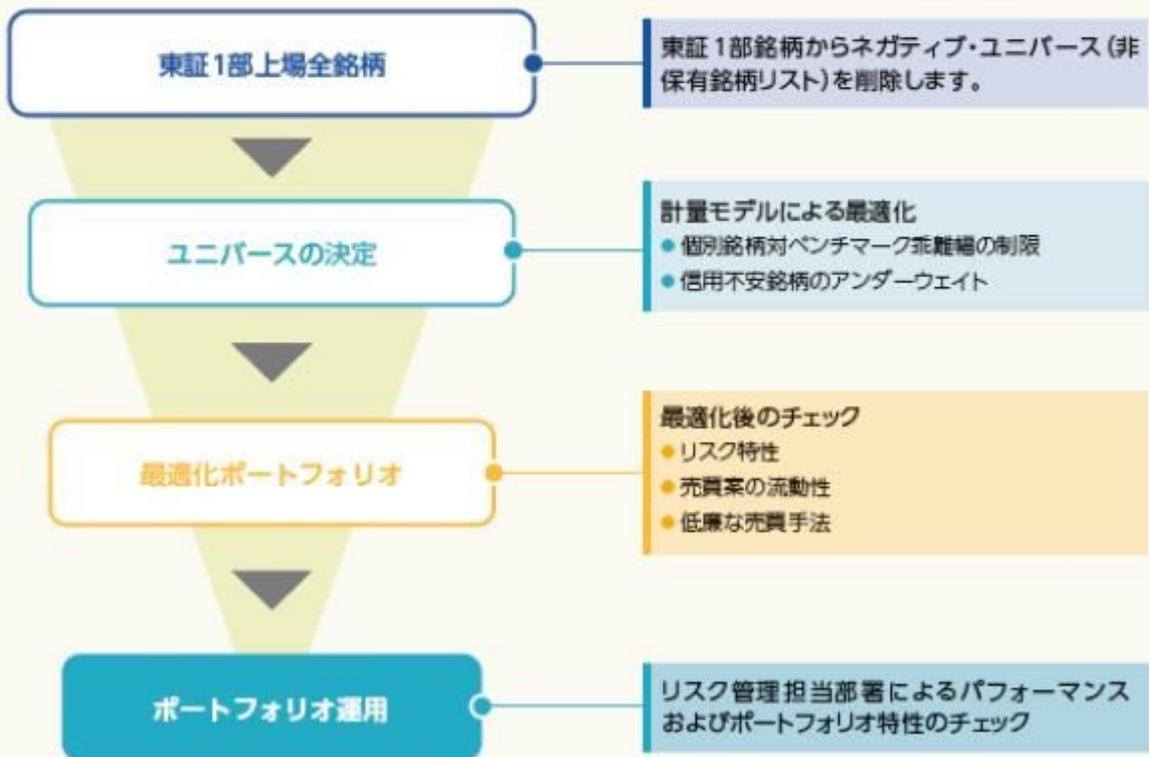 東証1部上場全銘柄
東証1部銘柄からネガティブ・ユニバース(非
保有銘柄リスト)を削除します。
ユニバースの決定
計量モデルによる最適化
● 個別銘柄対ベンチマーク乖離幅の制限
● 信用不安銘柄のアンダーウェイト
最適化ポートフォリオ
最適化後のチェック
● リスク特性
● 売買案の流動性
● 低廉な売買手法
ポートフォリオ運用
リスク管理担当部署によるパフォーマンス
およびポートフォリオ特性のチェック